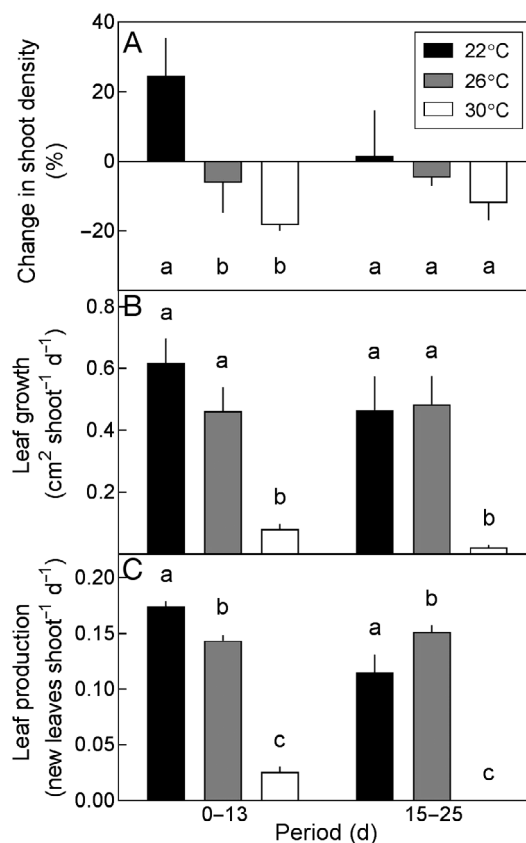 A
22°C
26°C
30°C
Change in shoot density
(%)
40
20
0
−20
a b b a a a
B
Leaf growth
(cm² shoot⁻¹ d⁻¹)
0.8
0.6
0.4
0.2
a a b a a b
C
Leaf production
(new leaves shoot⁻¹ d⁻¹)
0.20
0.15
0.10
0.05
0.00
a b c a b c
0–13 15–25
Period (d)